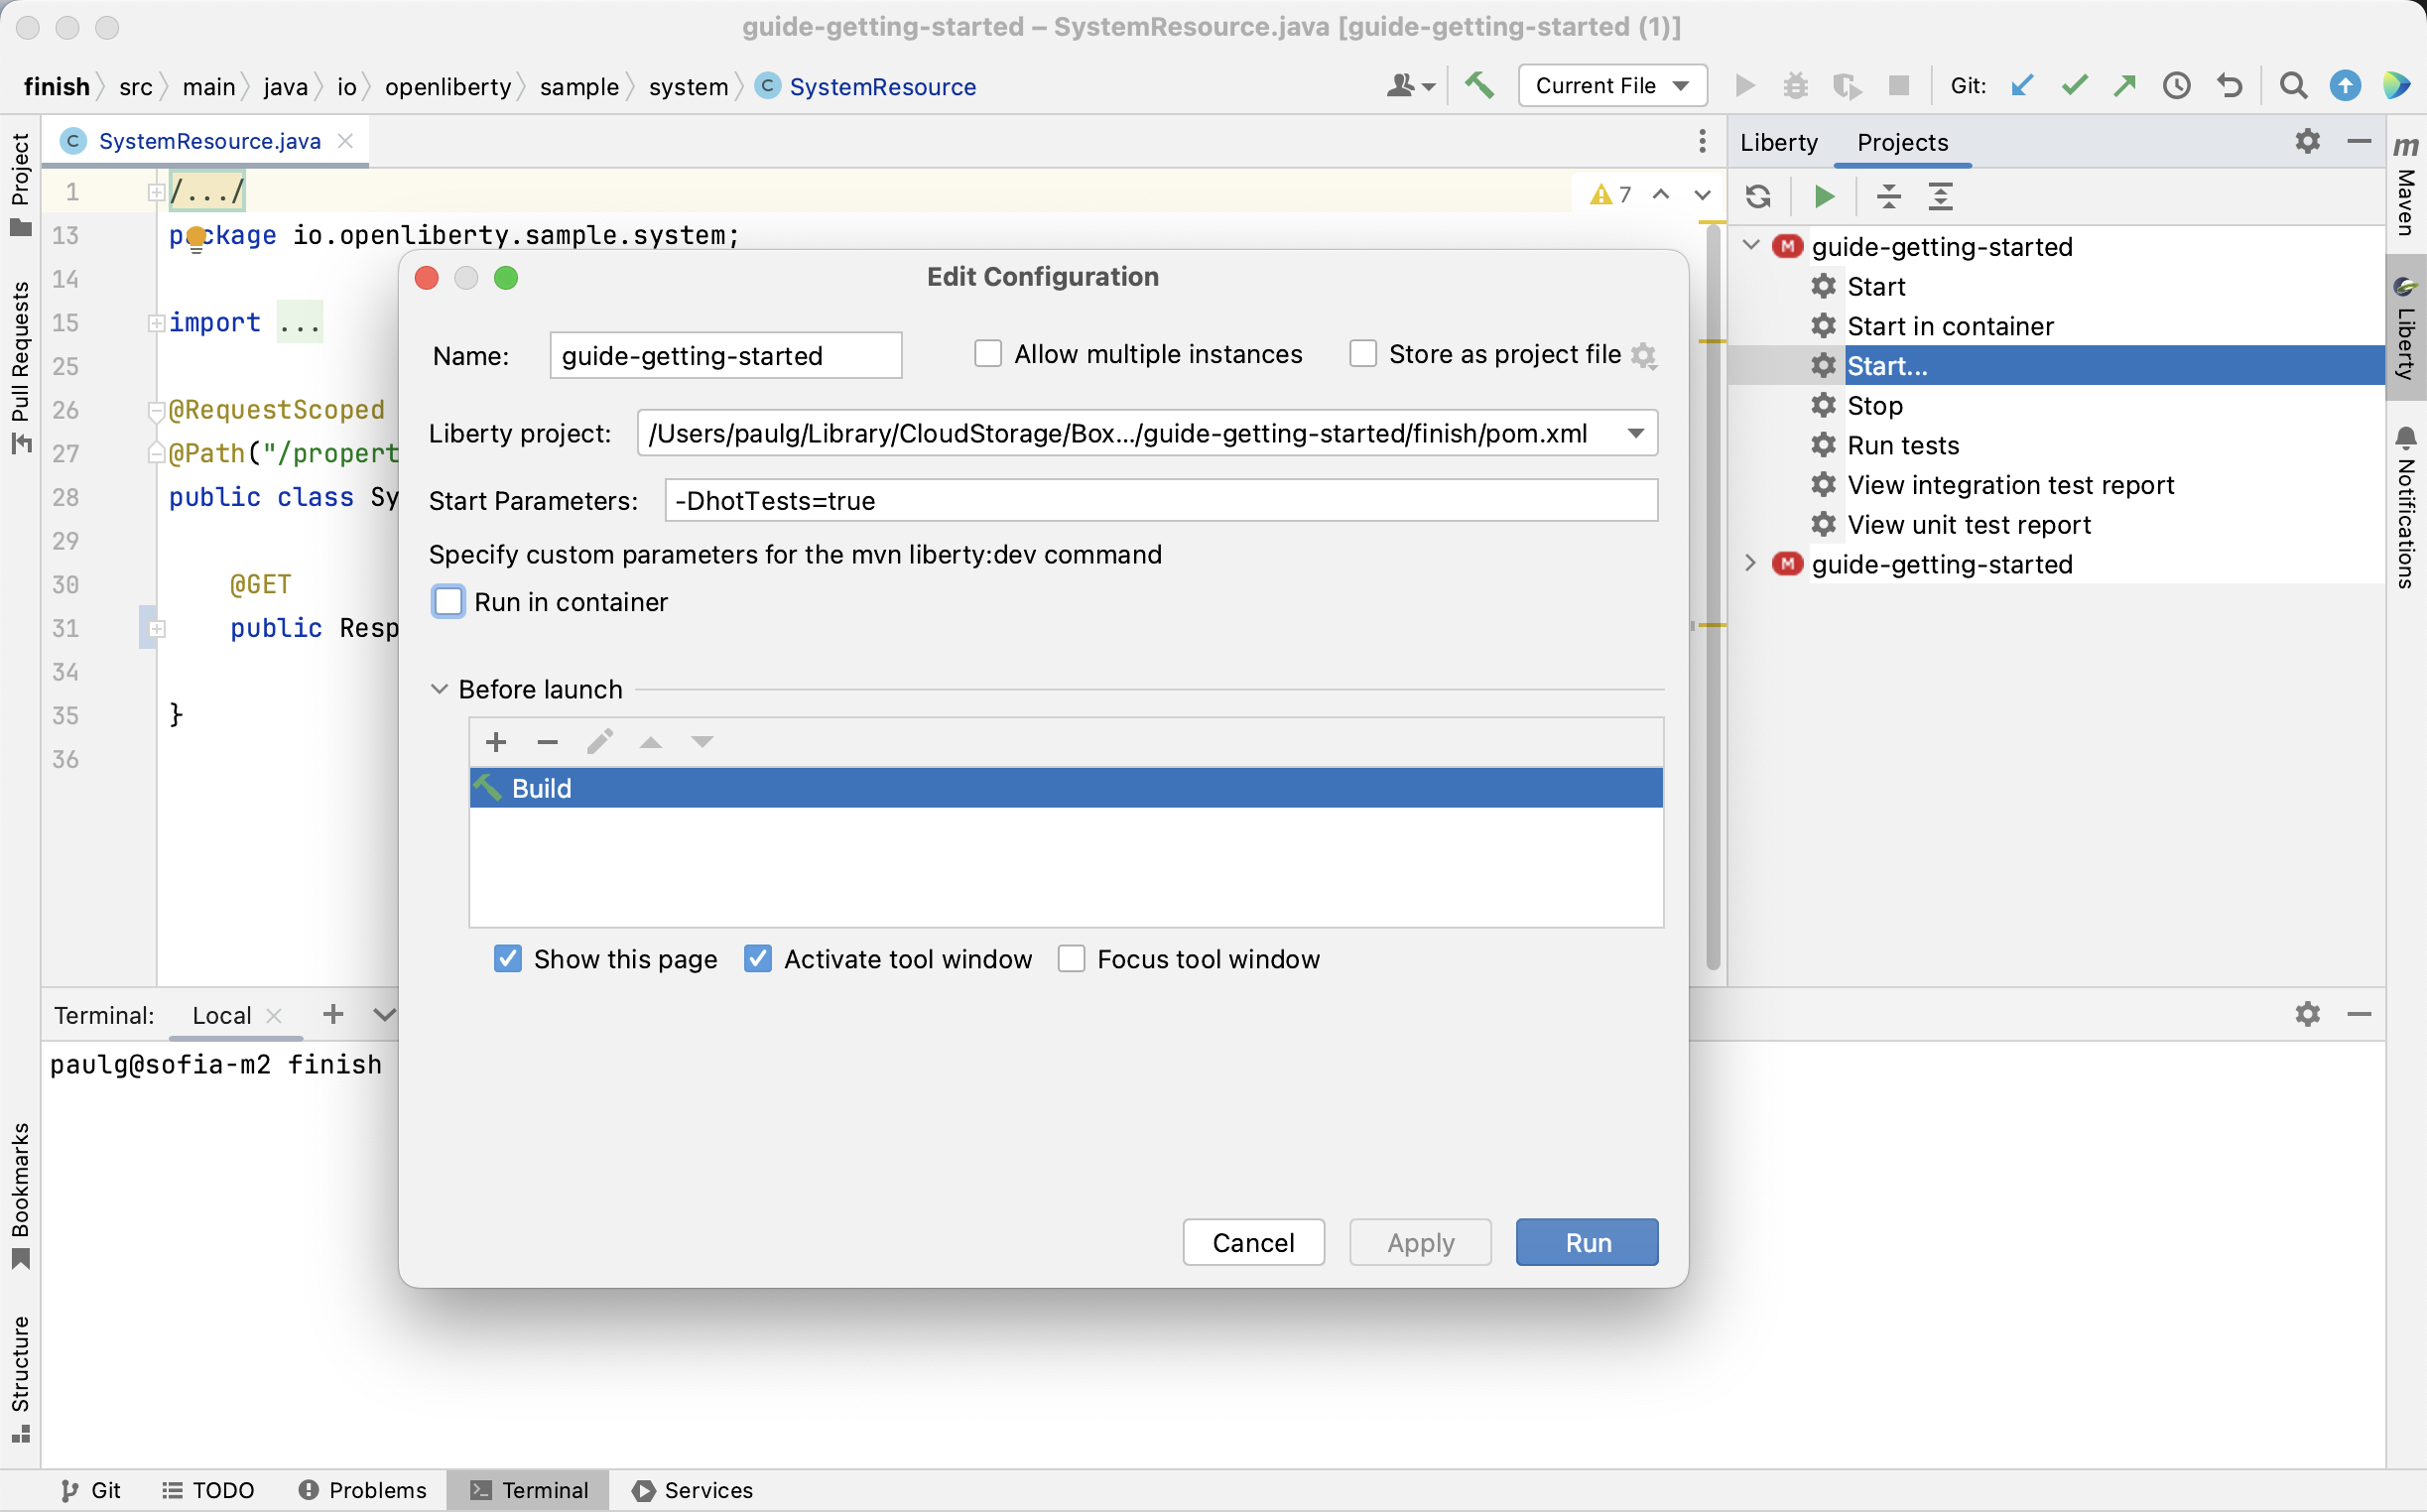 guide-getting-started – SystemResource.java [guide-getting-started (1)]
finish src main java io openliberty sample system C SystemResource
Current File
Git:
Project
Pull Requests
Bookmarks
Structure
C SystemResource.java
1 /.../
7
13 package io.openliberty.sample.system;
14
15 import ...
25
26 @RequestScoped
27 @Path("/propert
28 public class Sy
29
30 @GET
31 public Resp
34
35 }
36
Edit Configuration
Name: guide-getting-started
Allow multiple instances
Store as project file
Liberty project: /Users/paulg/Library/CloudStorage/Box.../guide-getting-started/finish/pom.xml
Start Parameters: -DhotTests=true
Specify custom parameters for the mvn liberty:dev command
Run in container
Before launch
Build
Show this page
Activate tool window
Focus tool window
Cancel
Apply
Run
Liberty Projects
M guide-getting-started
Start
Start in container
Start...
Stop
Run tests
View integration test report
View unit test report
M guide-getting-started
m Maven
Liberty
Notifications
Terminal: Local
paulg@sofia-m2 finish
Git
TODO
Problems
Terminal
Services